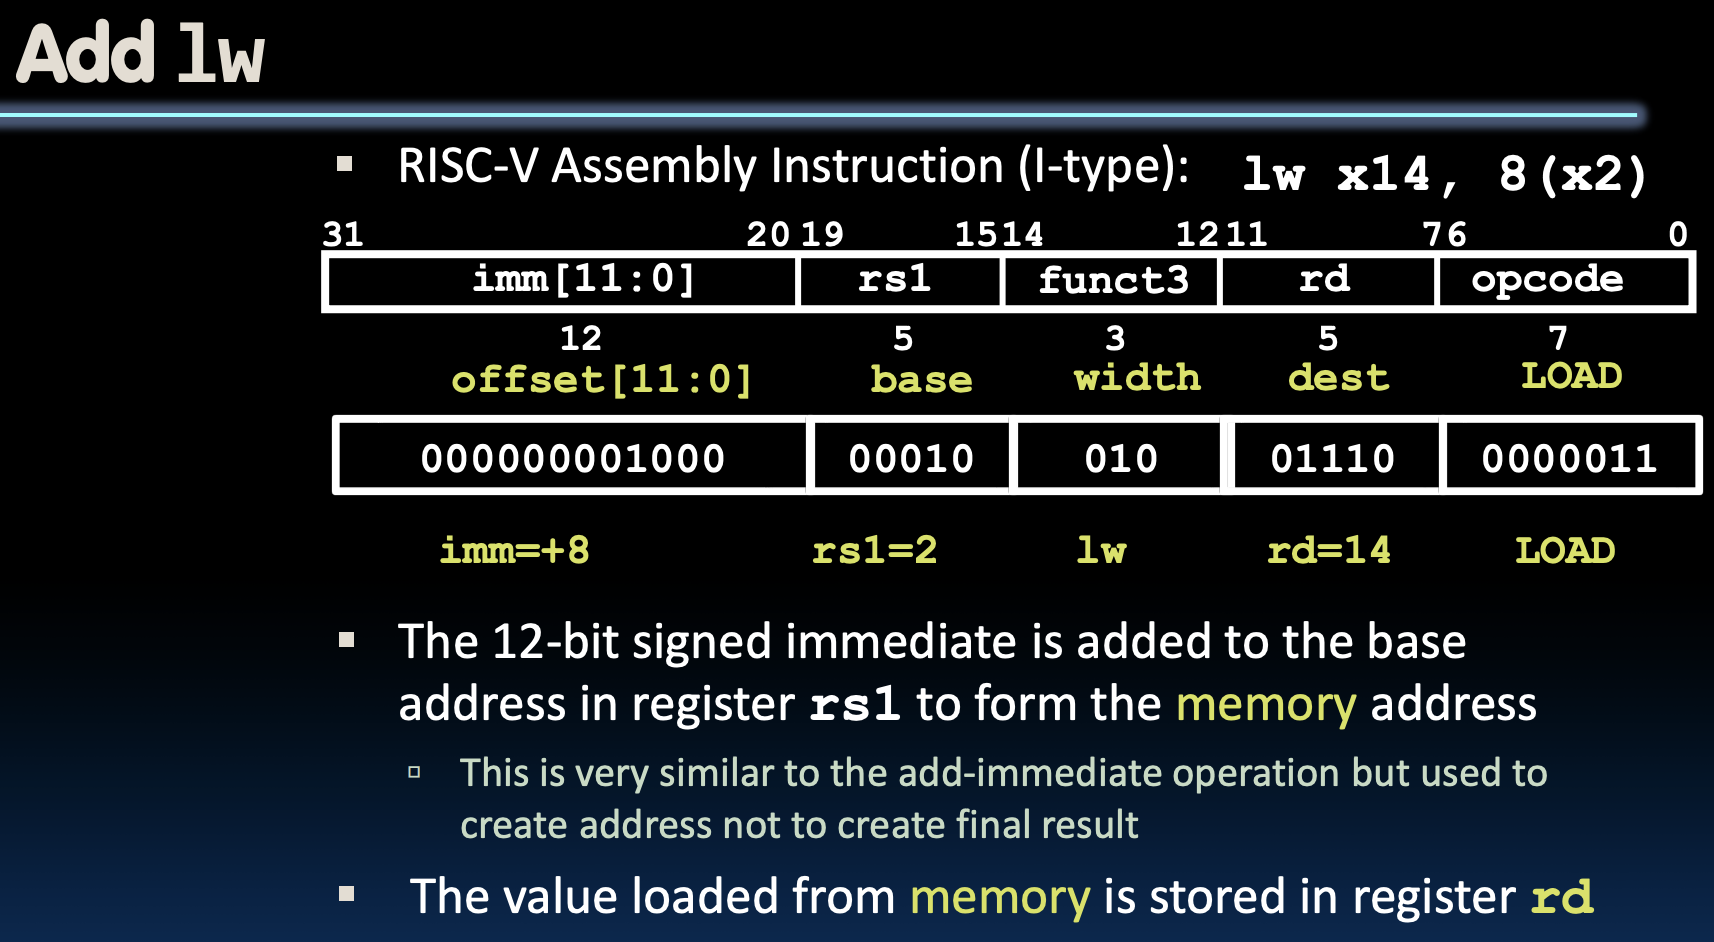 Add lw
RISC-V Assembly Instruction (I-type): lw x14, 8(x2)
31 20 19 15 14 12 11 7 6 0
imm[11:0] rs1 funct3 rd opcode
12 5 3 5 7
offset[11:0] base width dest LOAD
000000001000 00010 010 01110 0000011
imm=+8 rs1=2 lw rd=14 LOAD
The 12-bit signed immediate is added to the base
address in register rs1 to form the memory address
This is very similar to the add-immediate operation but used to
create address not to create final result
The value loaded from memory is stored in register rd